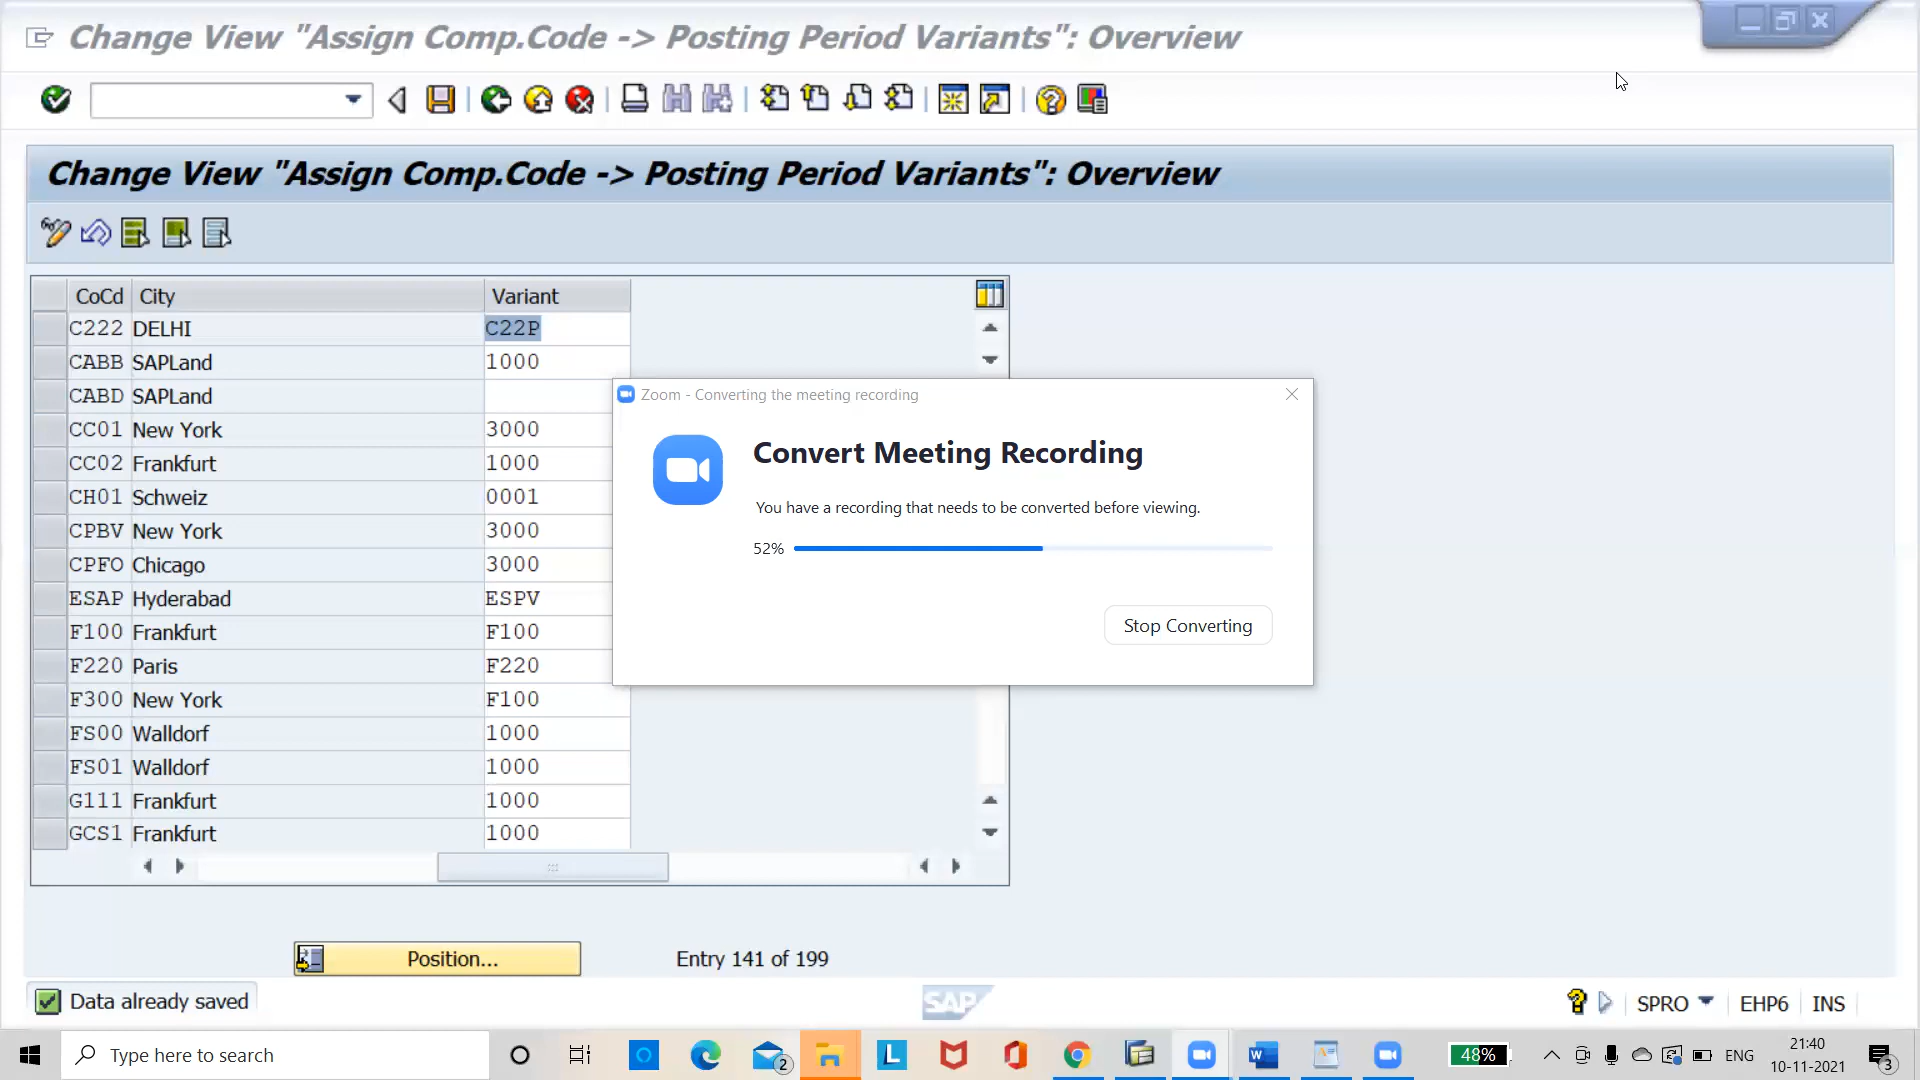 Change View "Assign Comp.Code -> Posting Period Variants": Overview
Change View "Assign Comp.Code -> Posting Period Variants": Overview
CoCd City Variant
C222 DELHI C22P
CABB SAPLand 1000
CABD SAPLand
CC01 New York 3000
CC02 Frankfurt 1000
CH01 Schweiz 0001
CPBV New York 3000
CPFO Chicago 3000
ESAP Hyderabad ESPV
F100 Frankfurt F100
F220 Paris F220
F300 New York F100
FS00 Walldorf 1000
FS01 Walldorf 1000
G111 Frankfurt 1000
GCS1 Frankfurt 1000
Zoom - Converting the meeting recording
Convert Meeting Recording
You have a recording that needs to be converted before viewing.
52%
Stop Converting
Position...
Entry 141 of 199
Data already saved
SAP
SPRO
EHP6
INS
Type here to search
2
L
48%
ENG
21:40
10-11-2021
3